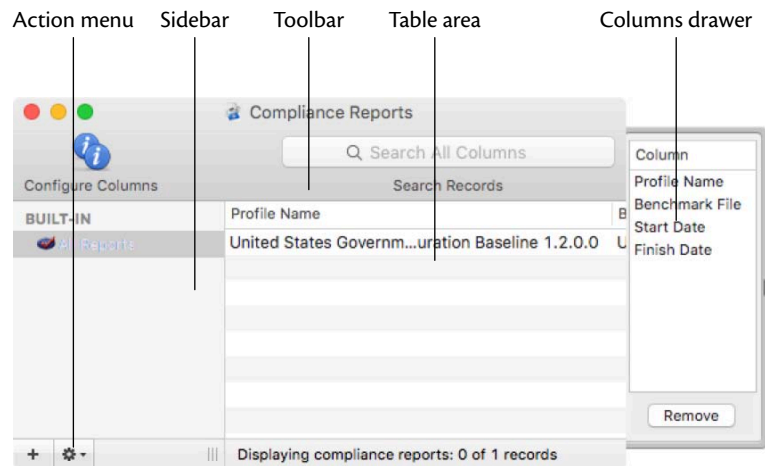 Action menu Sidebar Toolbar Table area Columns drawer
Compliance Reports
Search All Columns
Configure Columns Search Records
Column
Profile Name
Benchmark File
Start Date
Finish Date
BUILT-IN
All Reports
Profile Name B
United States Governm...uration Baseline 1.2.0.0 U
Remove
+ Displaying compliance reports: 0 of 1 records